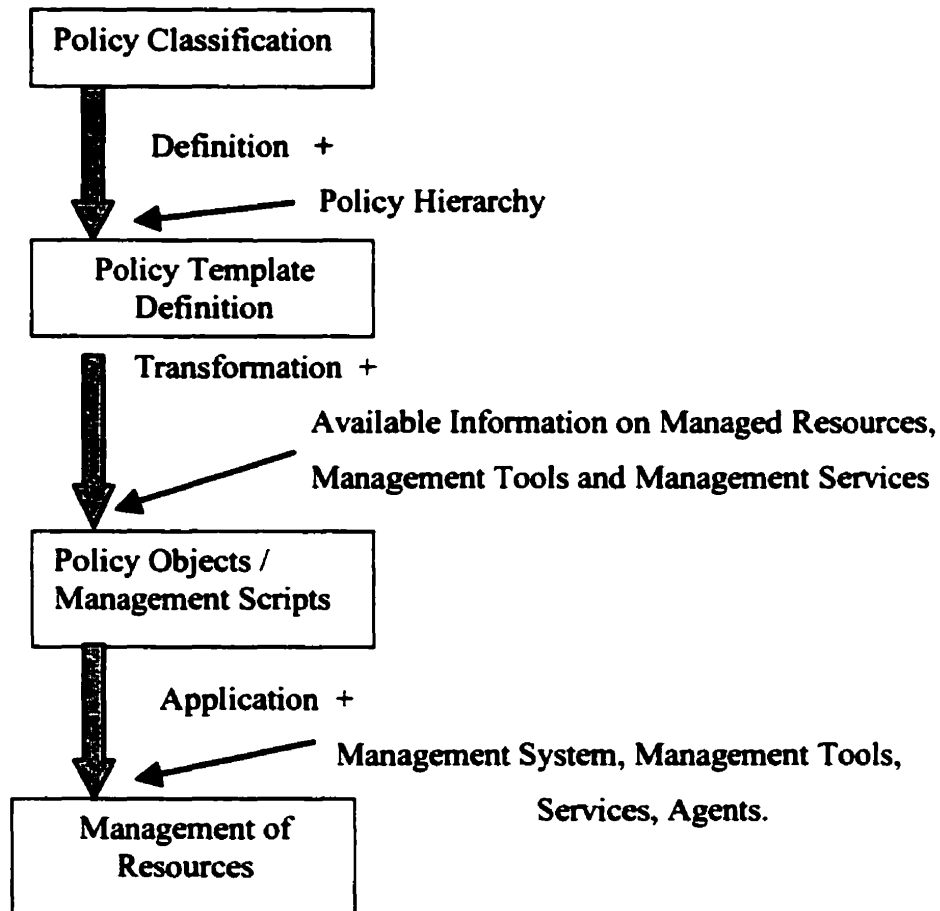 Policy Classification
Definition +
Policy Hierarchy
Policy Template
Definition
Transformation +
Available Information on Managed Resources,
Management Tools and Management Services
Policy Objects /
Management Scripts
Application +
Management System, Management Tools,
Services, Agents.
Management of
Resources